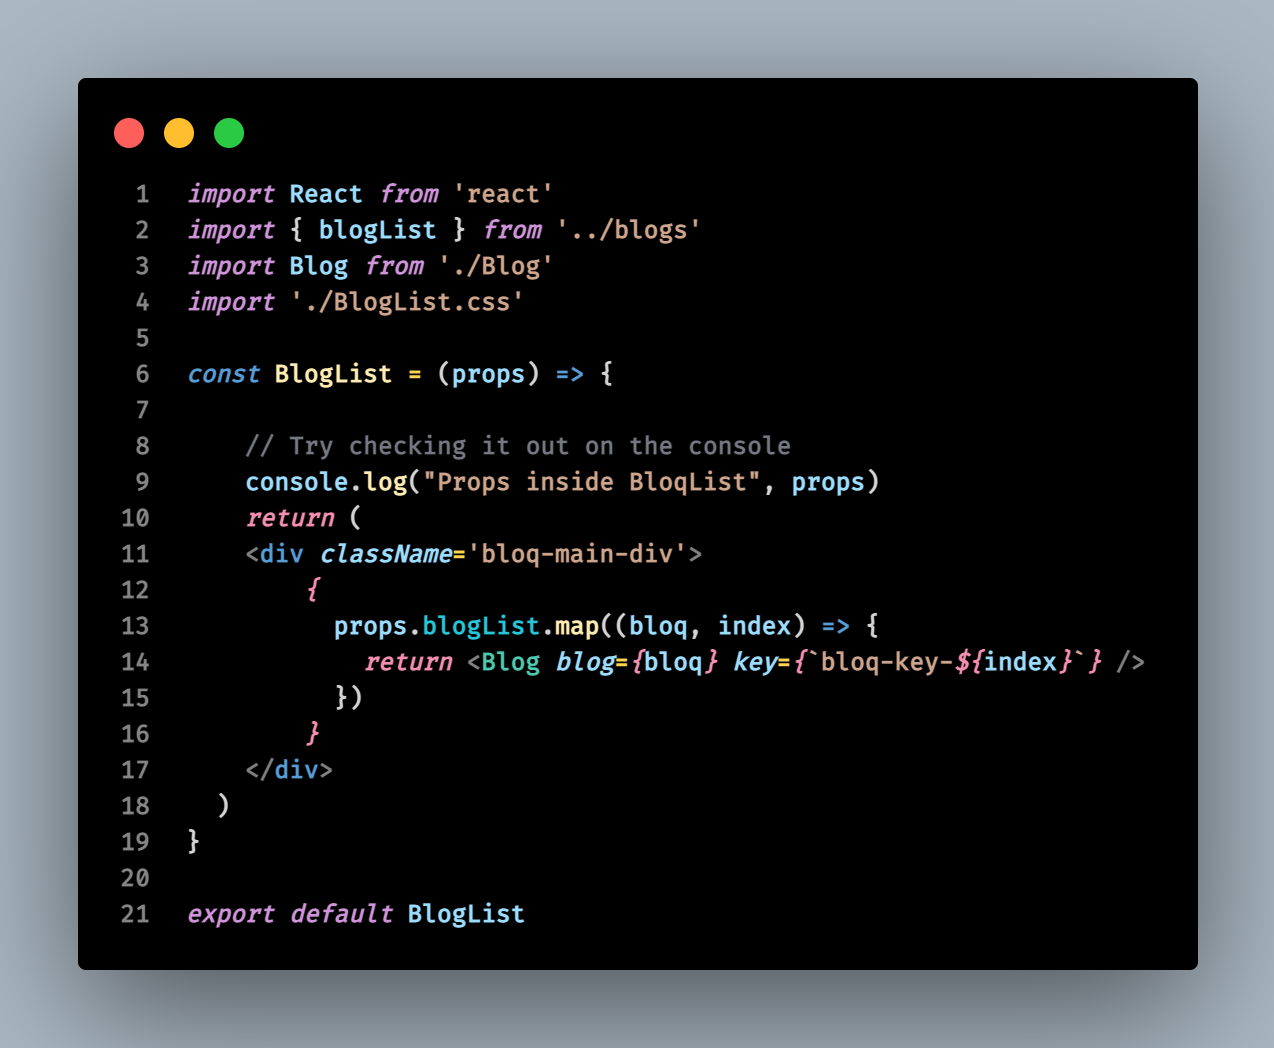 1 import React from 'react'
2 import { blogList } from '../blogs'
3 import Blog from './Blog'
4 import './BlogList.css'
5
6 const BlogList = (props) => {
7
8 // Try checking it out on the console
9 console.log("Props inside BloqList", props)
10 return (
11 <div className='bloq-main-div'>
12 {
13 props.blogList.map((bloq, index) => {
14 return <Blog blog={bloq} key={`bloq-key-${index}`} />
15 })
16 }
17 </div>
18 )
19 }
20
21 export default BlogList